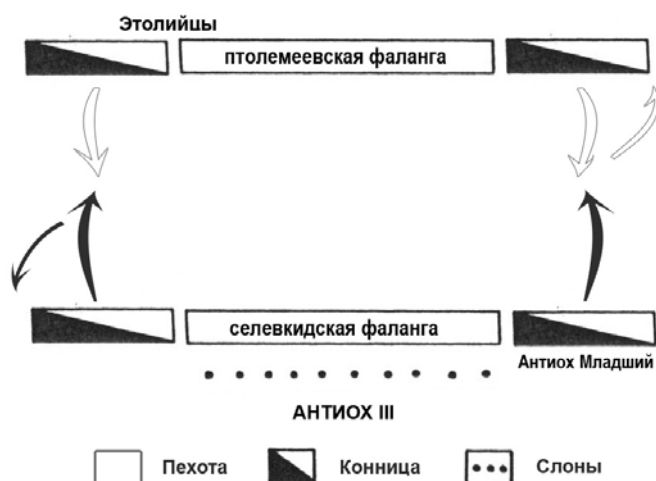 Этолийцы
птолемеевская фаланга
селевкидская фаланга
Антиох Младший
АНТИОХ III
Пехота
Конница
Слоны